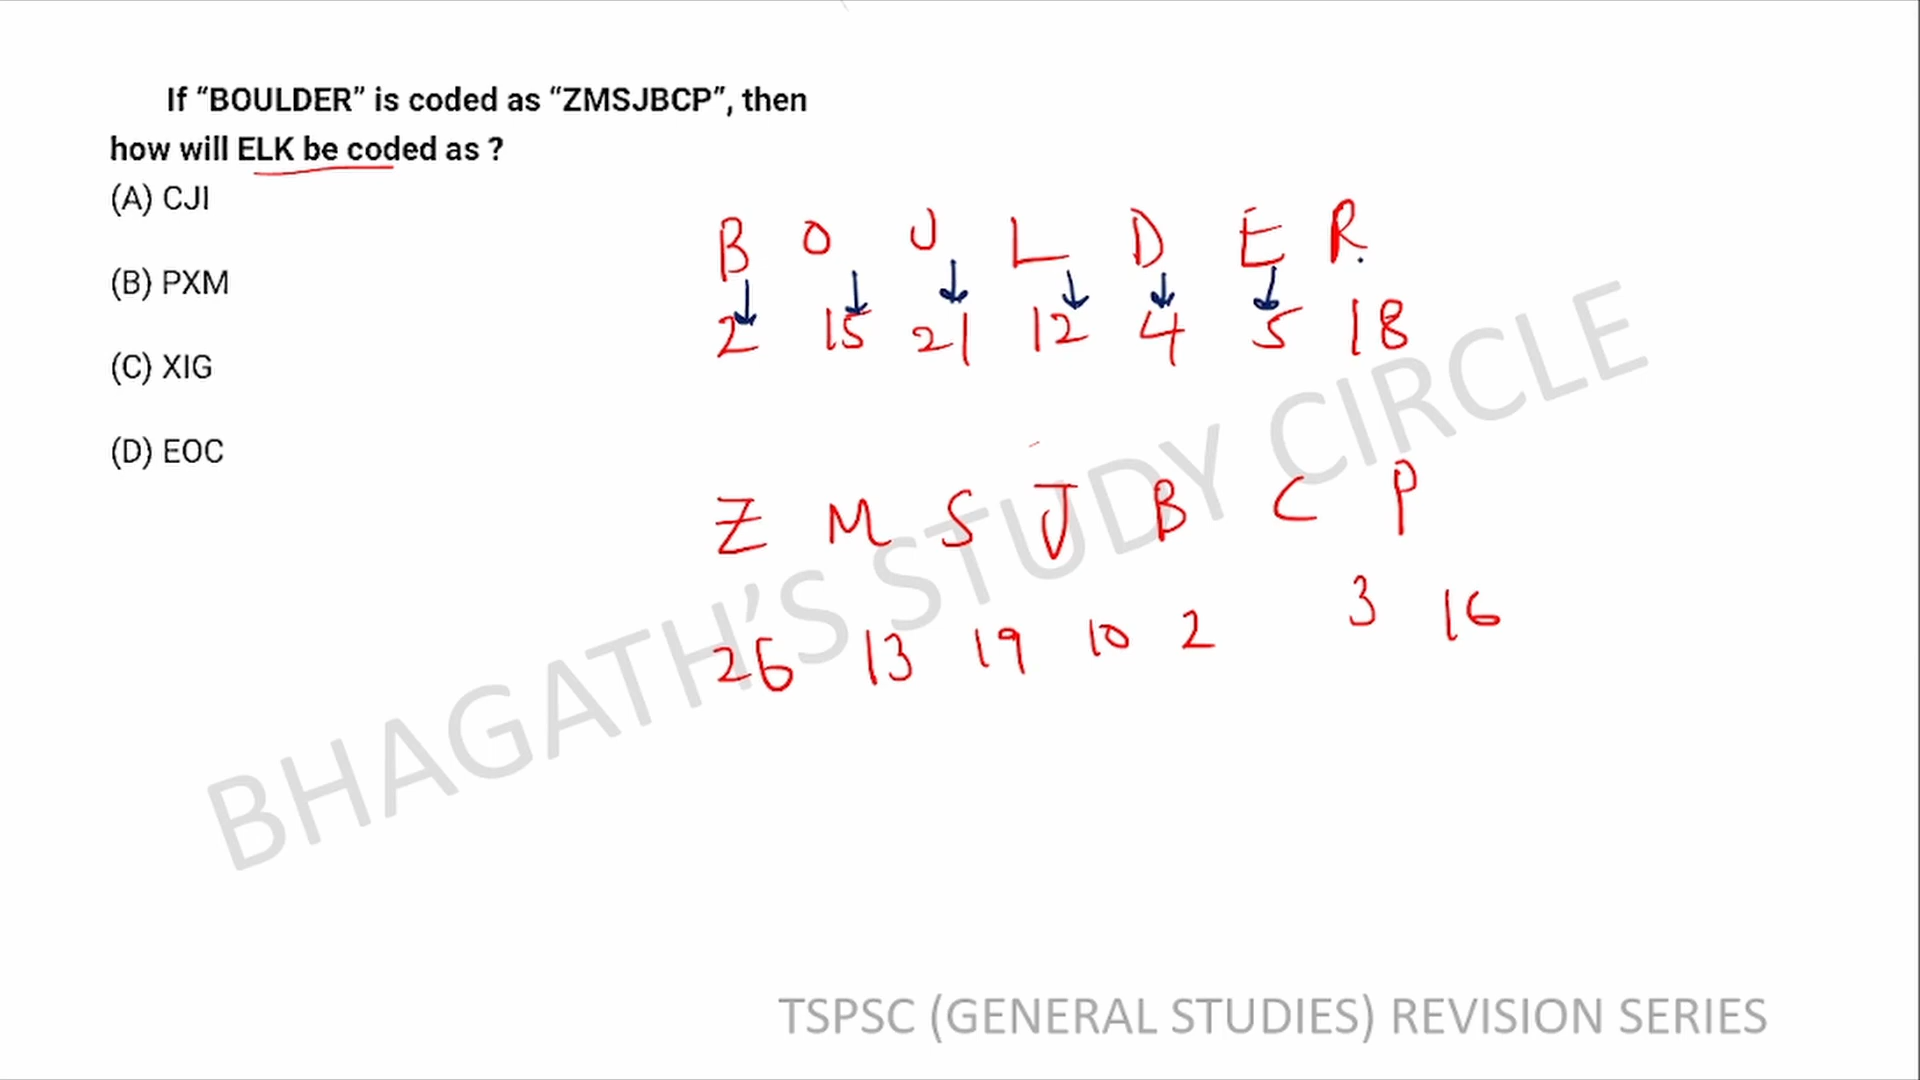 If “BOULDER” is coded as “ZMSJBCP”, then
how will ELK be coded as ?
(A) CJI
(B) PXM
(C) XIG
(D) EOC
B O U L D E R
2 15 21 12 4 5 18
Z M S J B C P
26 13 19 10 2 3 16
BHAGATH’S STUDY CIRCLE
TSPSC (GENERAL STUDIES) REVISION SERIES